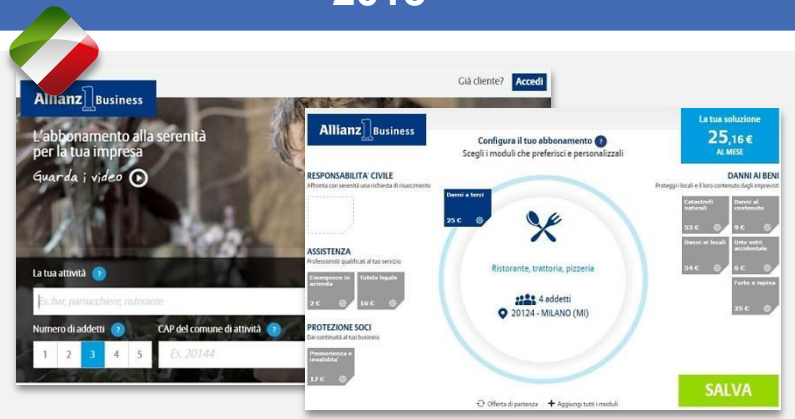 Allianz 1 Business
Già cliente? Accedi
L'abbonamento alla serenità
per la tua impresa
Guarda i video
La tua attività ?
Es. bar, parrucchiere, ristorante
Numero di addetti ?
CAP del comune di attività ?
1 2 3 4 5
Es. 20144
Allianz 1 Business
Configura il tuo abbonamento ?
Scegli i moduli che preferisci e personalizzali
La tua soluzione
25,16 €
AL MESE
RESPONSABILITA' CIVILE
Affronta con serenità una richiesta di risarcimento
ASSISTENZA
Professionisti qualificati al tuo servizio
Emergenze in
azienda
2 €
Tutela legale
16 €
PROTEZIONE SOCI
Dai continuità al tuo business
Premorienza e
invalidita'
17 €
Danni a terzi
25 €
Ristorante, trattoria, pizzeria
4 addetti
20124 - MILANO (MI)
Offerta di partenza
Aggiungi tutti i moduli
DANNI AI BENI
Proteggi i locali e il loro contenuto dagli imprevisti
Catastrofi
naturali
53 €
Danni al
contenuto
9 €
Danni ai locali
54 €
Urto vetri
accidentale
6 €
Furto e rapina
35 €
SALVA